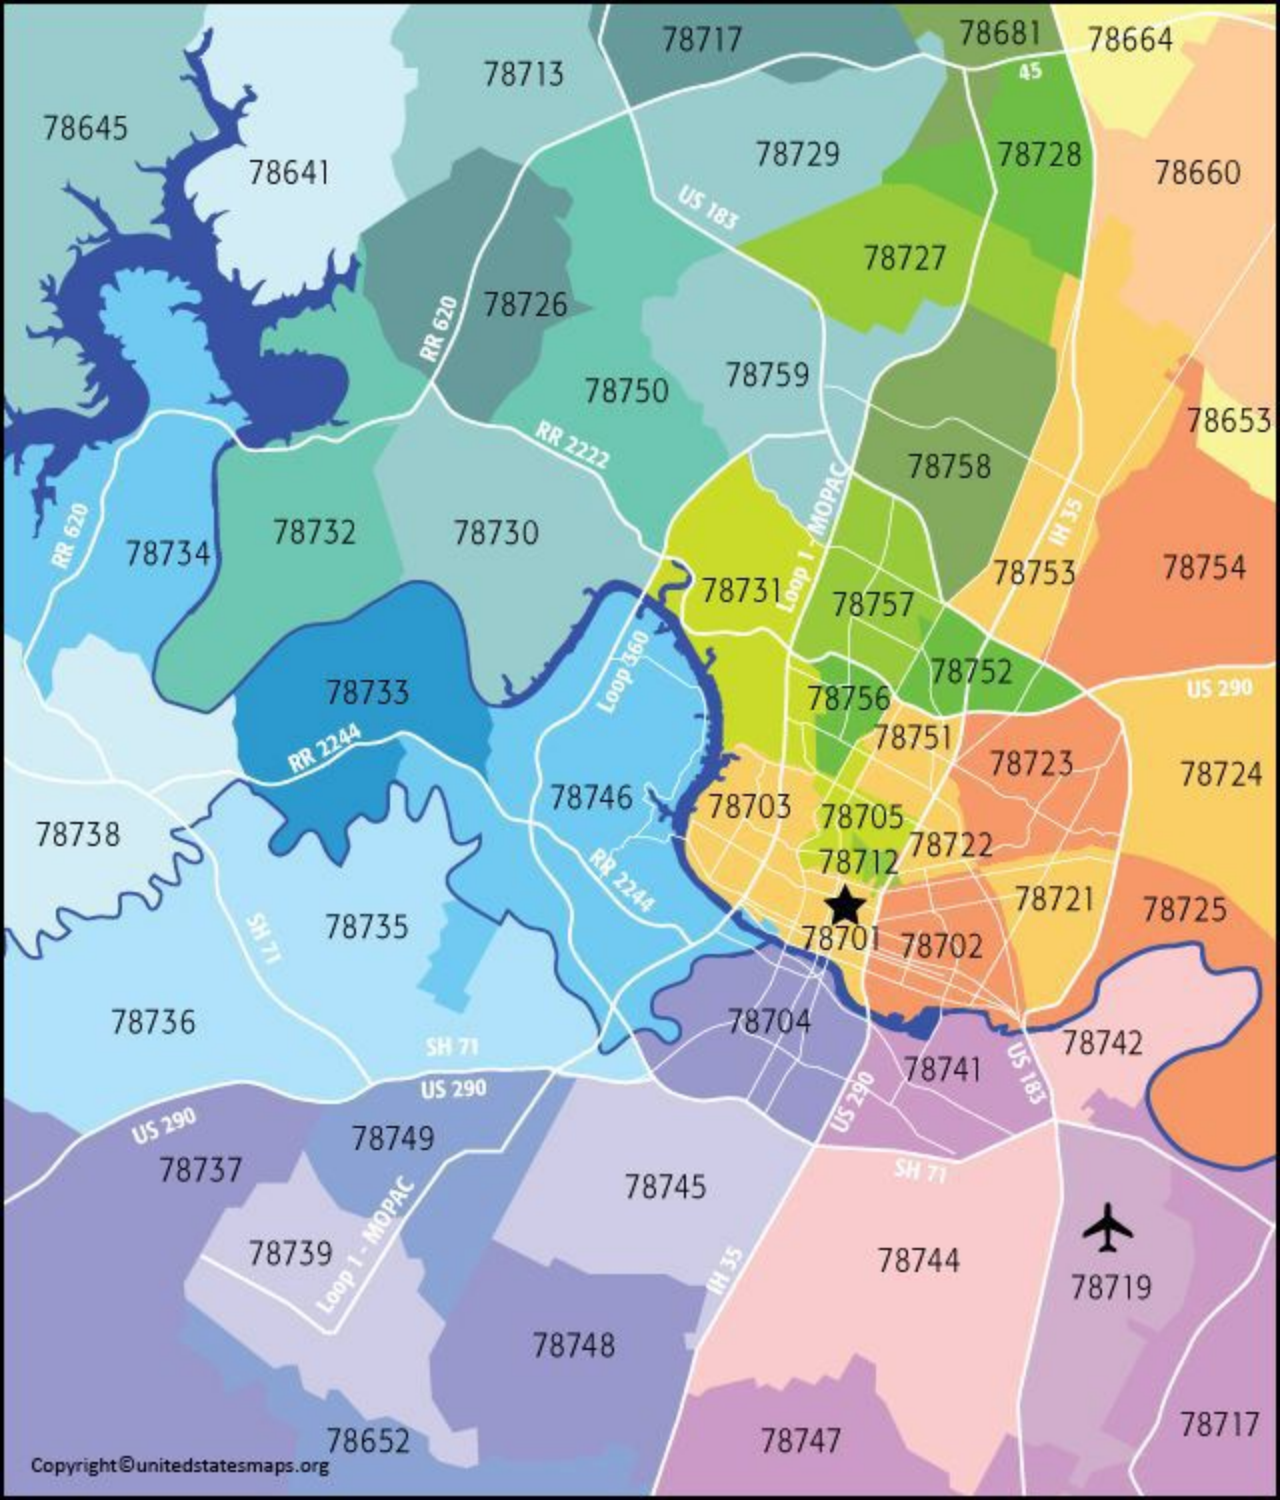 78717
78681
78664
78713
45
78645
78729
78728
78641
78660
US 183
78727
78726
RR 620
78759
78750
78653
RR 2222
78758
Loop 1 - MOPAC
IH 35
RR 620
78732
78730
78734
78731
78753
78754
78757
Loop 360
78752
78733
78756
US 290
RR 2244
78751
78723
78724
78746
78703
78705
78738
78722
78712
RR 2244
78721
78725
78735
SH 71
78701
78702
78736
78704
SH 71
78742
78741
US 183
US 290
US 290
US 290
78749
78737
SH 71
78745
78739
Loop 1 - MOPAC
IH 35
78744
78719
78748
78652
78747
78717
Copyright©unitedstatesmaps.org